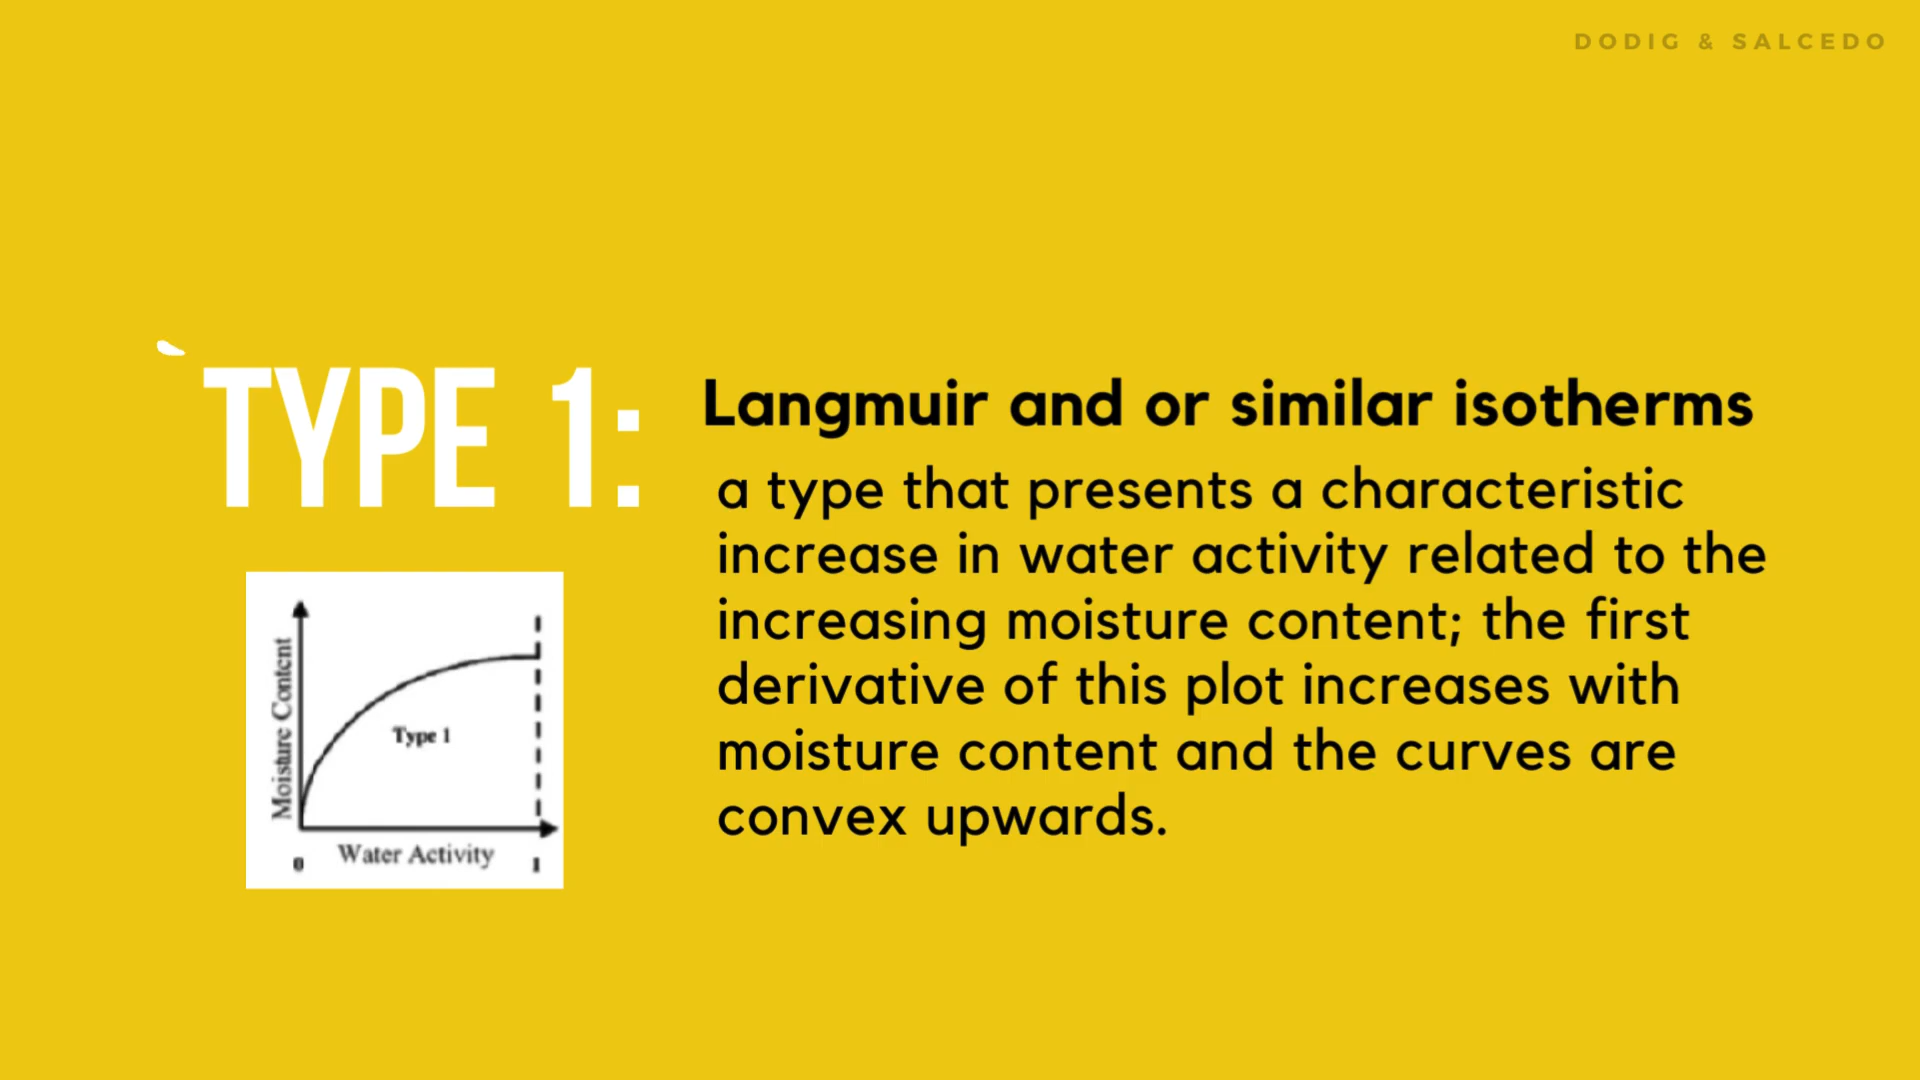 DODIG & SALCEDO
TYPE 1:
Langmuir and or similar isotherms
a type that presents a characteristic
increase in water activity related to the
increasing moisture content; the first
derivative of this plot increases with
moisture content and the curves are
convex upwards.
Moisture Content
Type 1
Water Activity
0
1